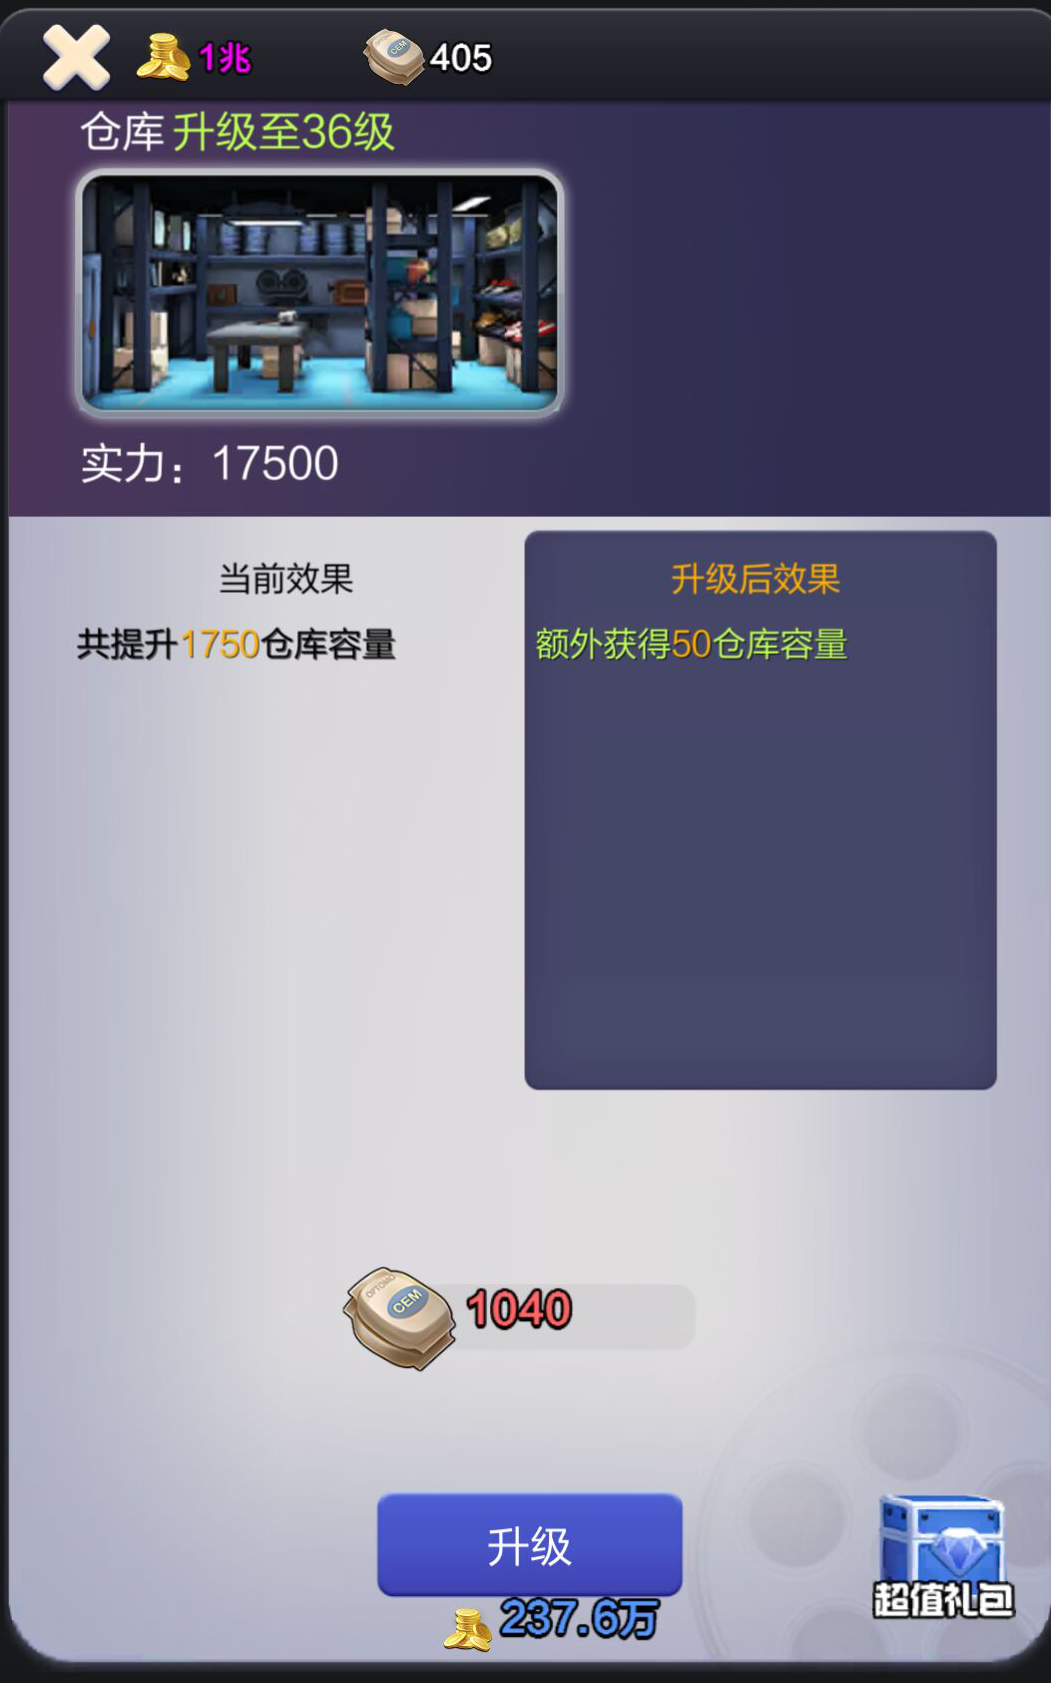 1兆 405
仓库 升级至36级
实力：17500
当前效果
共提升1750仓库容量
升级后效果
额外获得50仓库容量
OPTOMO
CEM
1040
升级
237.6万
超值礼包